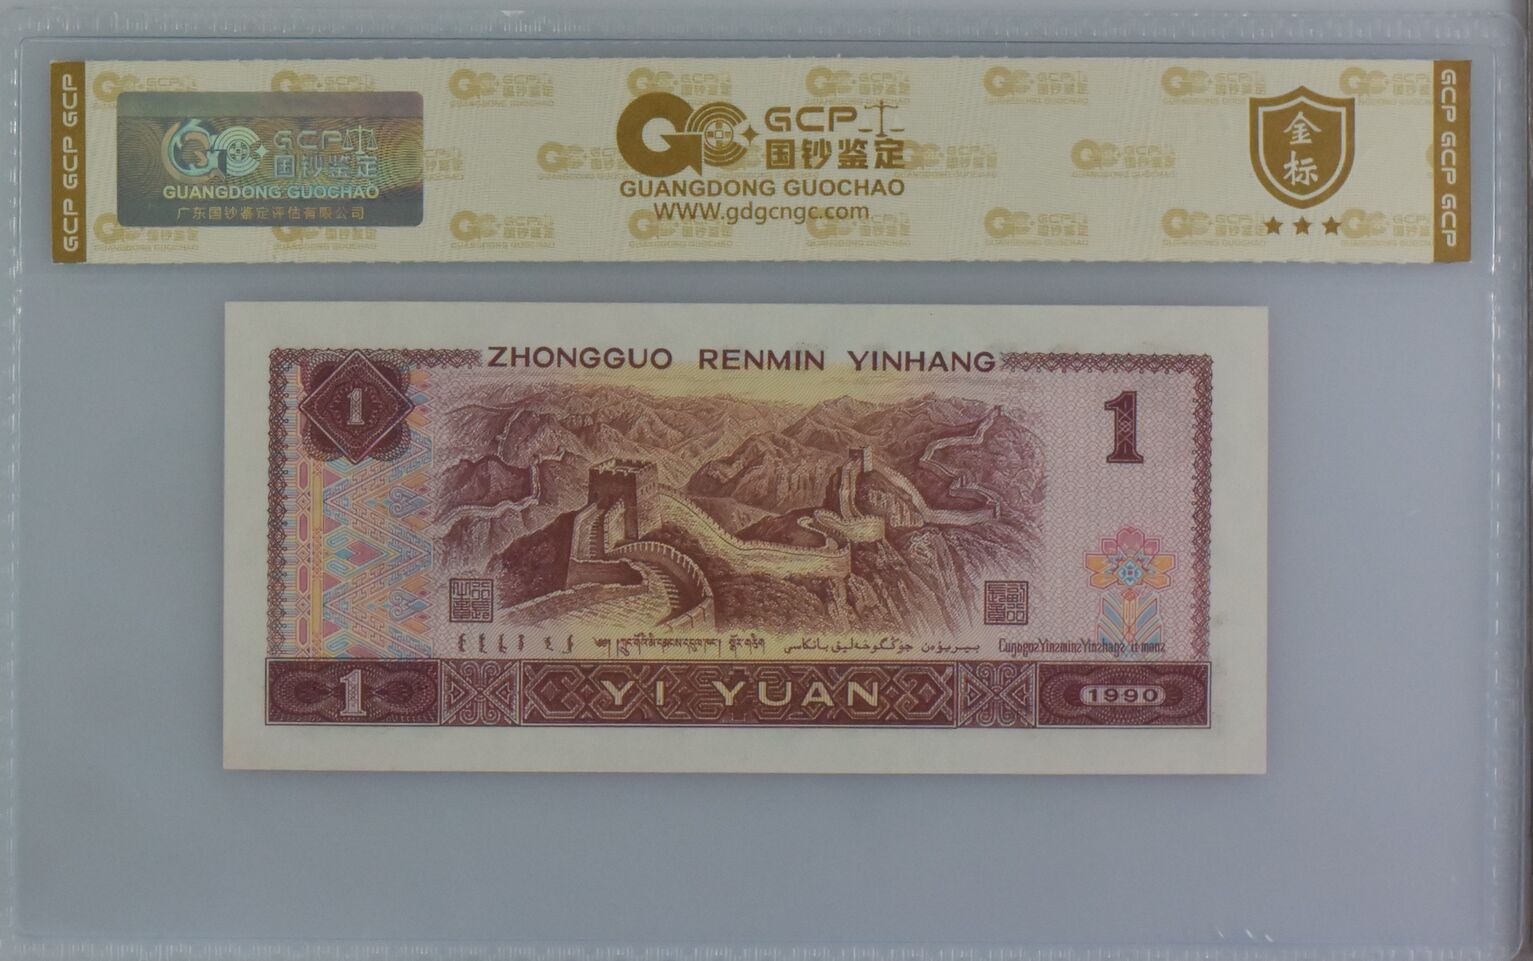 GCP GCP GCP
GCP 国钞鉴定
GUANGDONG GUOCHAO
广东国钞鉴定评估有限公司
GCP
国钞鉴定
GUANGDONG GUOCHAO
WWW.gdgcngc.com
金标
GCP GCP GCP
ZHONGGUO RENMIN YINHANG
1
1
1
YI YUAN
1990